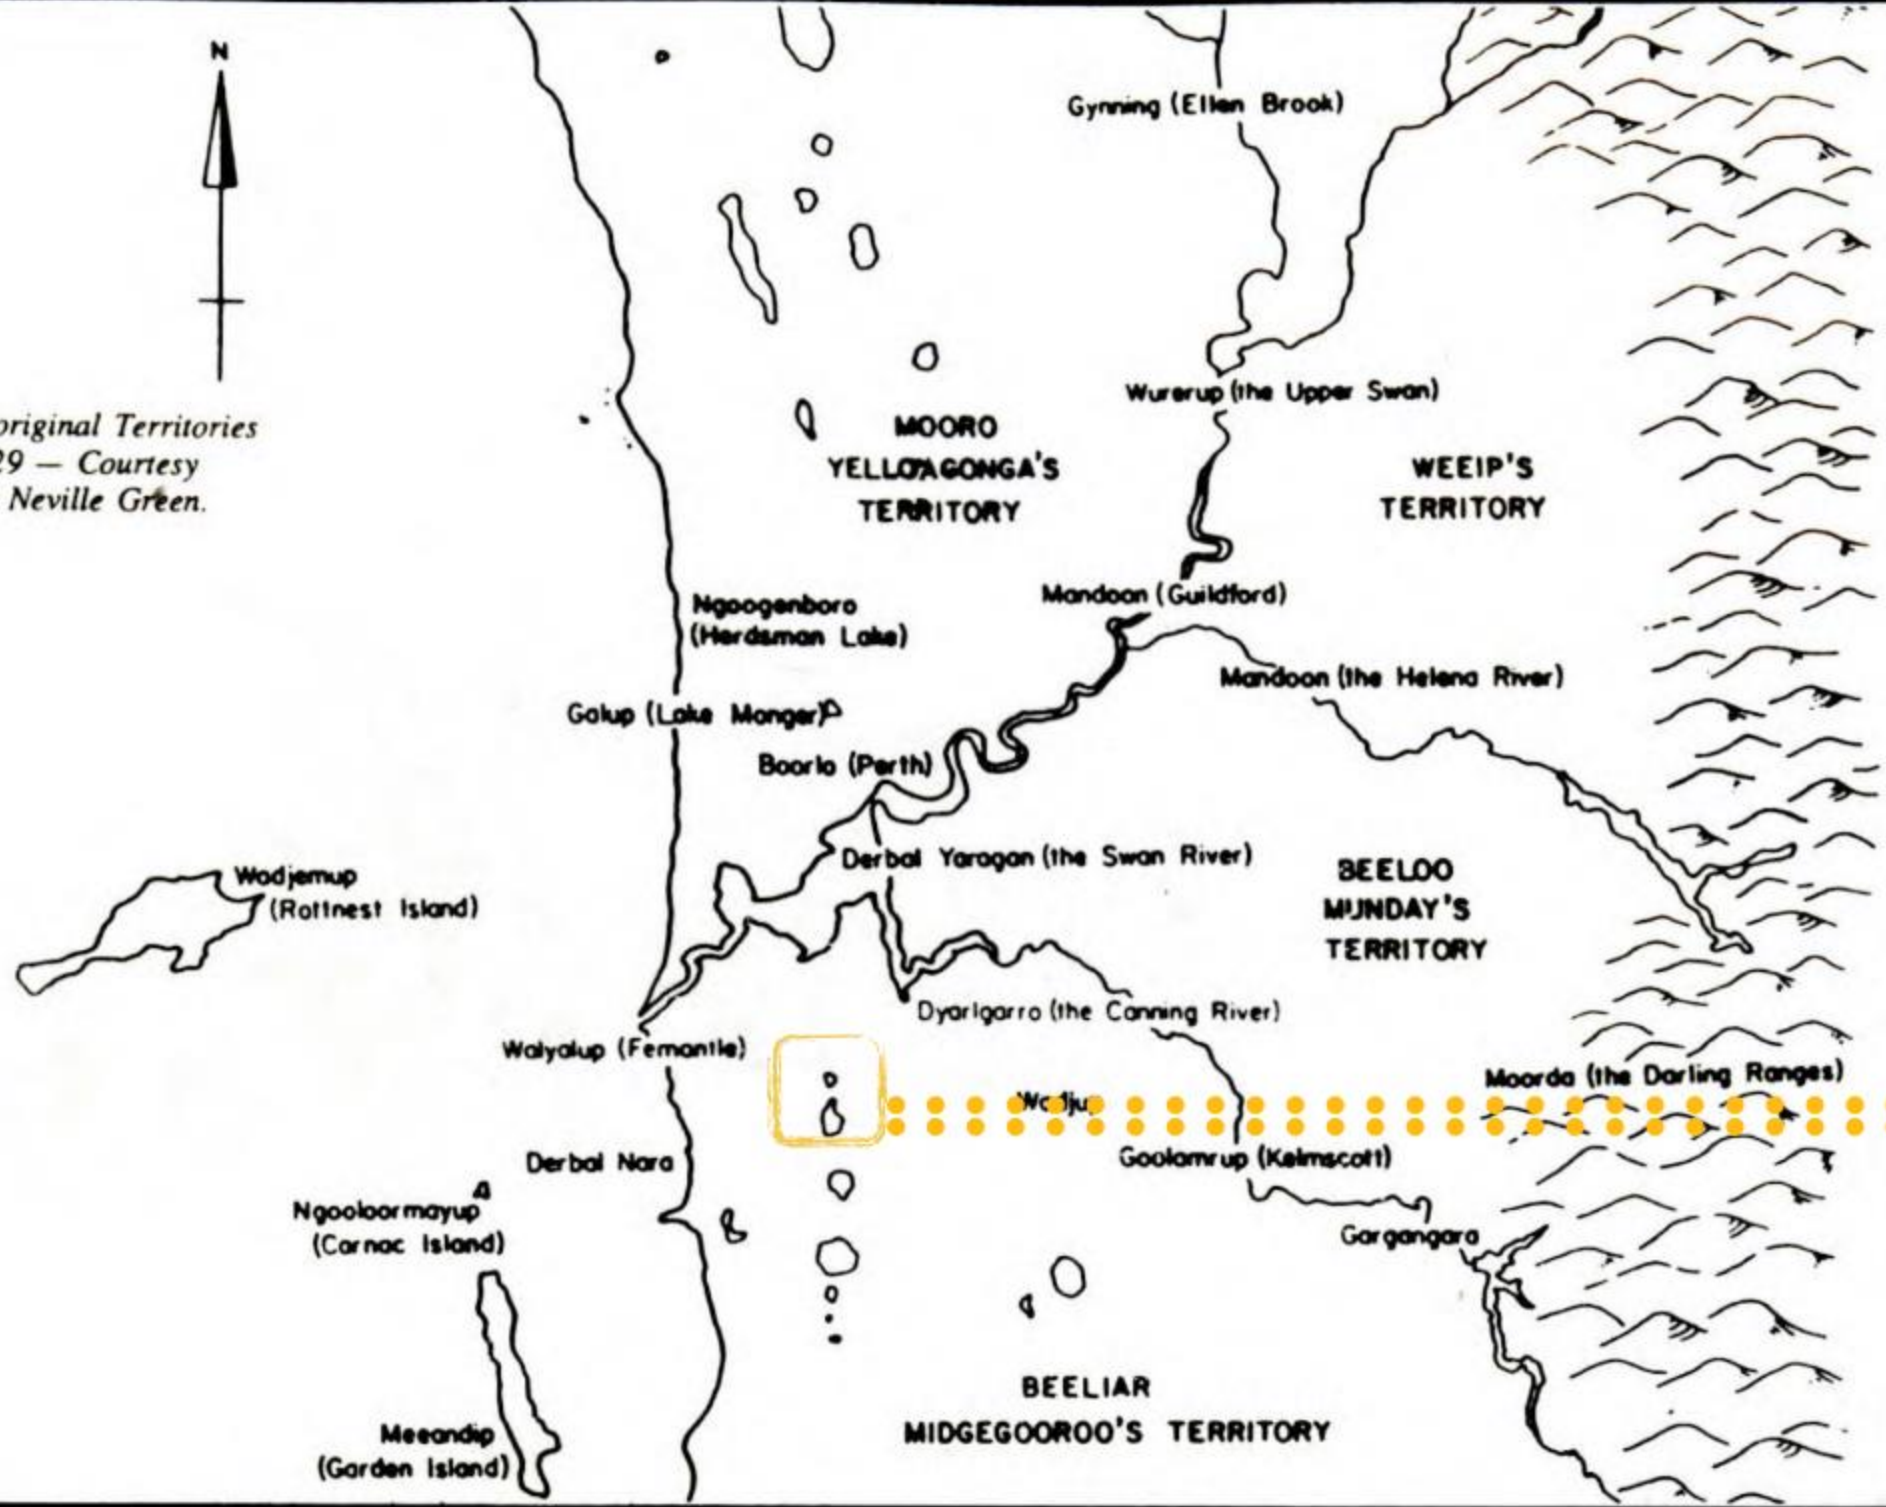 N
Gynning (Ellen Brook)
original Territories
29 — Courtesy
Neville Green.
Wurerup (the Upper Swan)
MOORO
YELLOAGONGA'S
TERRITORY
WEEIP'S
TERRITORY
Ngoogenboro
(Herdsman Lake)
Mandoon (Guildford)
Mandoon (the Helena River)
Galup (Lake Monger)
Boorlo (Perth)
Derbal Yaragan (the Swan River)
BEELOO
MUNDAY'S
TERRITORY
Wadjemup
(Rottnest Island)
Dyarlgarro (the Canning River)
Walyalup (Femantle)
Moorda (the Darling Ranges)
Wadju
Derbal Nara
Goolamrup (Kelmscott)
Ngooloormayup
(Carnac Island)
Gargangara
BEELIAR
MIDGEGOOROO'S TERRITORY
Meeandip
(Garden Island)